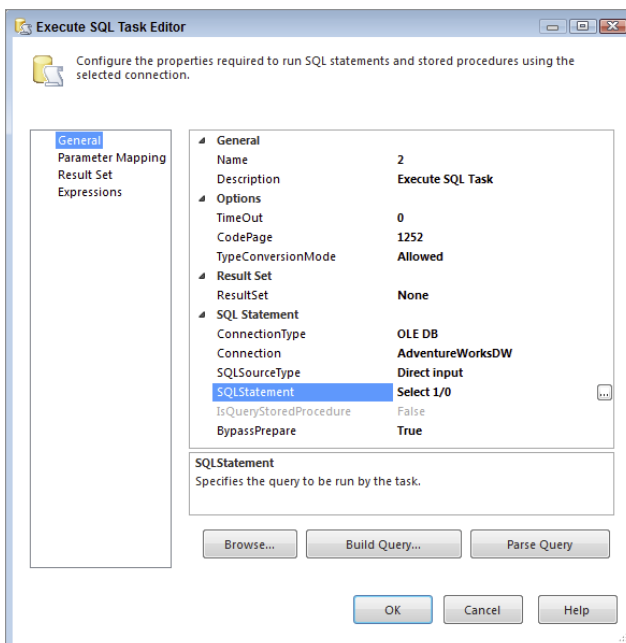 Execute SQL Task Editor
Configure the properties required to run SQL statements and stored procedures using the
selected connection.
General
Parameter Mapping
Result Set
Expressions
General
Name 2
Description Execute SQL Task
Options
TimeOut 0
CodePage 1252
TypeConversionMode Allowed
Result Set
ResultSet None
SQL Statement
ConnectionType OLE DB
Connection AdventureWorksDW
SQLSourceType Direct input
SQLStatement Select 1/0 ...
IsQueryStoredProcedure False
BypassPrepare True
SQLStatement
Specifies the query to be run by the task.
Browse... Build Query... Parse Query
OK Cancel Help